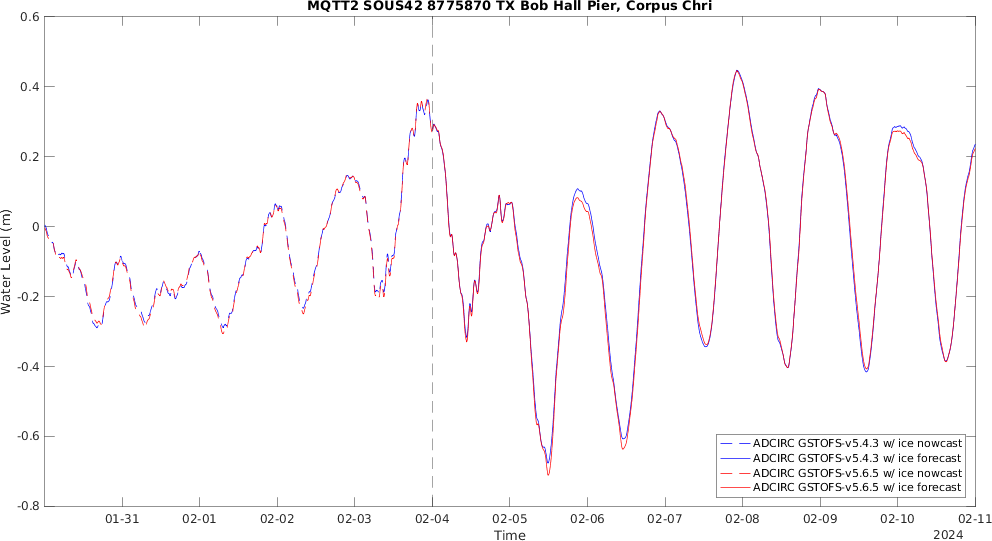 MQTT2 SOUS42 8775870 TX Bob Hall Pier, Corpus Chri
0.6
0.4
0.2
0
-0.2
-0.4
-0.6
-0.8
Water Level (m)
ADCIRC GSTOFS-v5.4.3 w/ ice nowcast
ADCIRC GSTOFS-v5.4.3 w/ ice forecast
ADCIRC GSTOFS-v5.6.5 w/ ice nowcast
ADCIRC GSTOFS-v5.6.5 w/ ice forecast
01-31 02-01 02-02 02-03 02-04 02-05 02-06 02-07 02-08 02-09 02-10 02-11
Time
2024